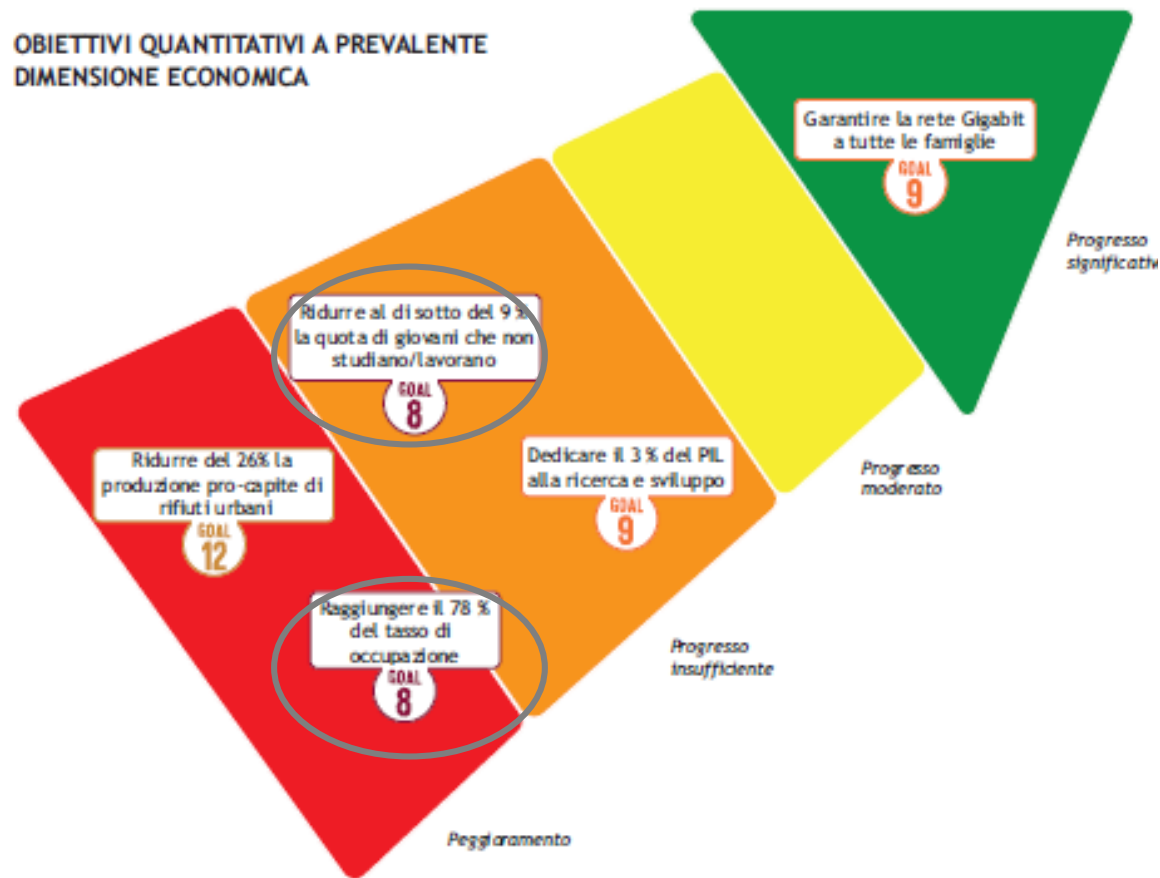 OBIETTIVI QUANTITATIVI A PREVALENTE
DIMENSIONE ECONOMICA
Garantire la rete Gigabit
a tutte le famiglie
GOAL
9
Progresso
significativ
Ridurre al di sotto del 9 %
la quota di giovani che non
studiano/lavorano
GOAL
8
Dedicare il 3 % del PIL
alla ricerca e sviluppo
GOAL
9
Progresso
moderato
Ridurre del 26% la
produzione pro-capite di
rifiuti urbani
GOAL
12
Raggiungere il 78 %
del tasso di
occupazione
GOAL
8
Progresso
insufficiente
Peggioramento